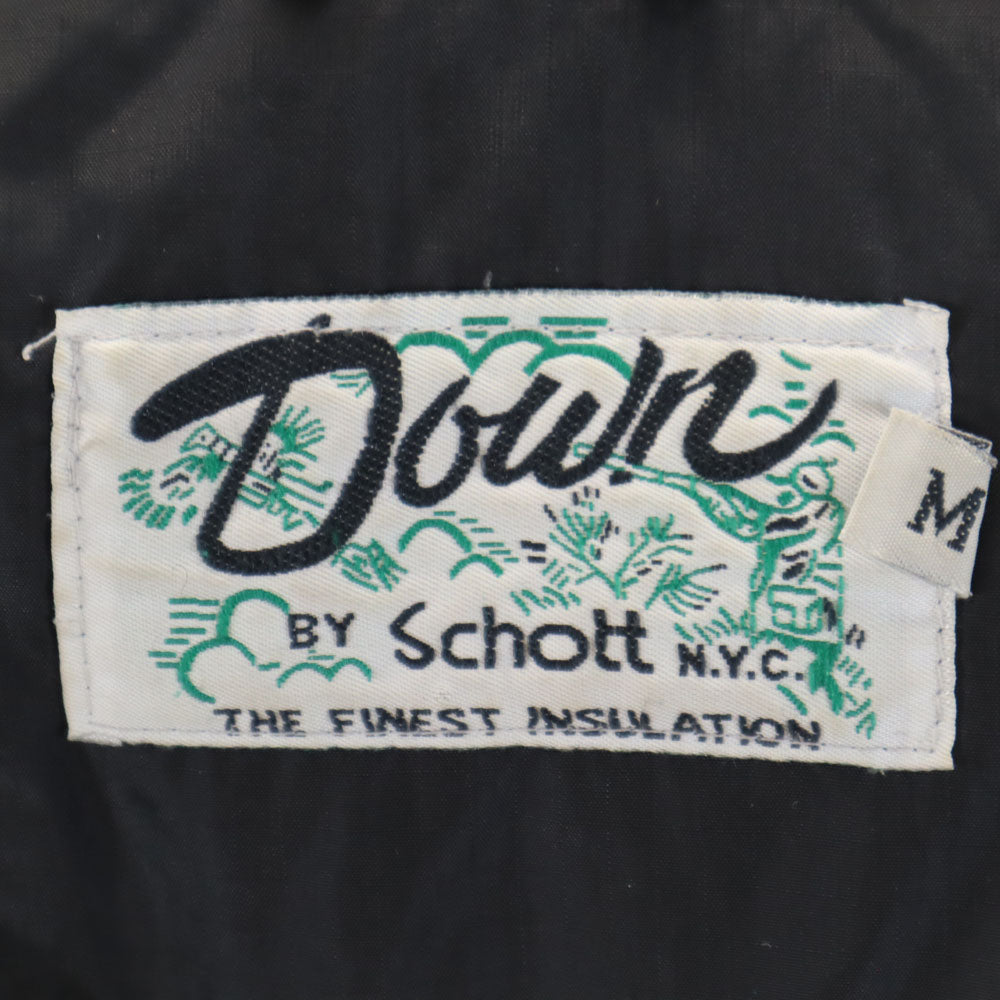 Down
M
BY Schott N.Y.C.
THE FINEST INSULATION